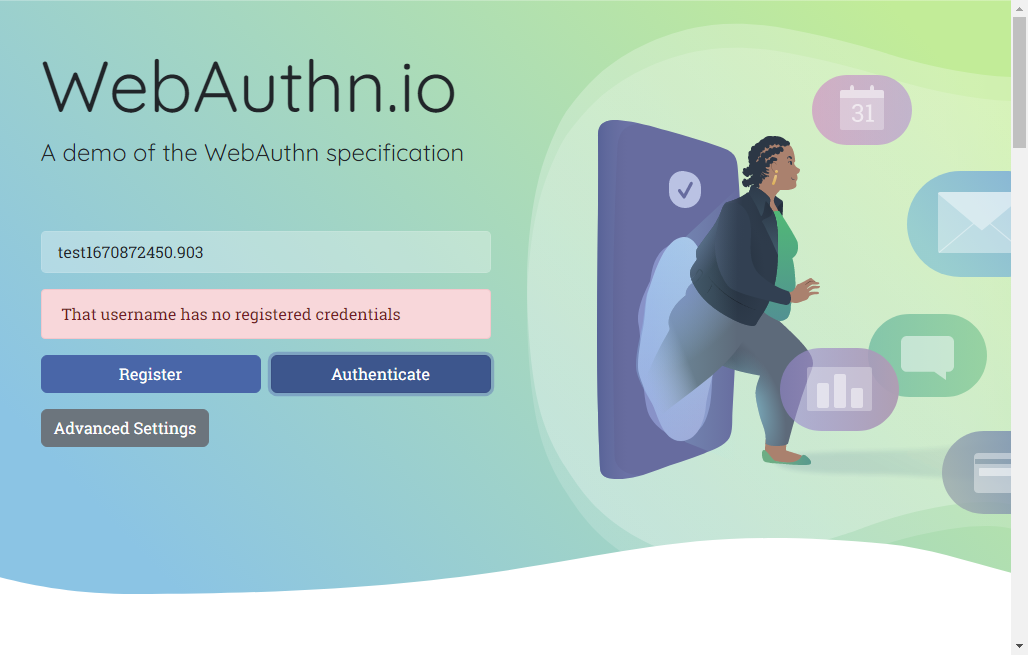 WebAuthn.io
A demo of the WebAuthn specification
31
test1670872450.903
That username has no registered credentials
Register
Authenticate
Advanced Settings